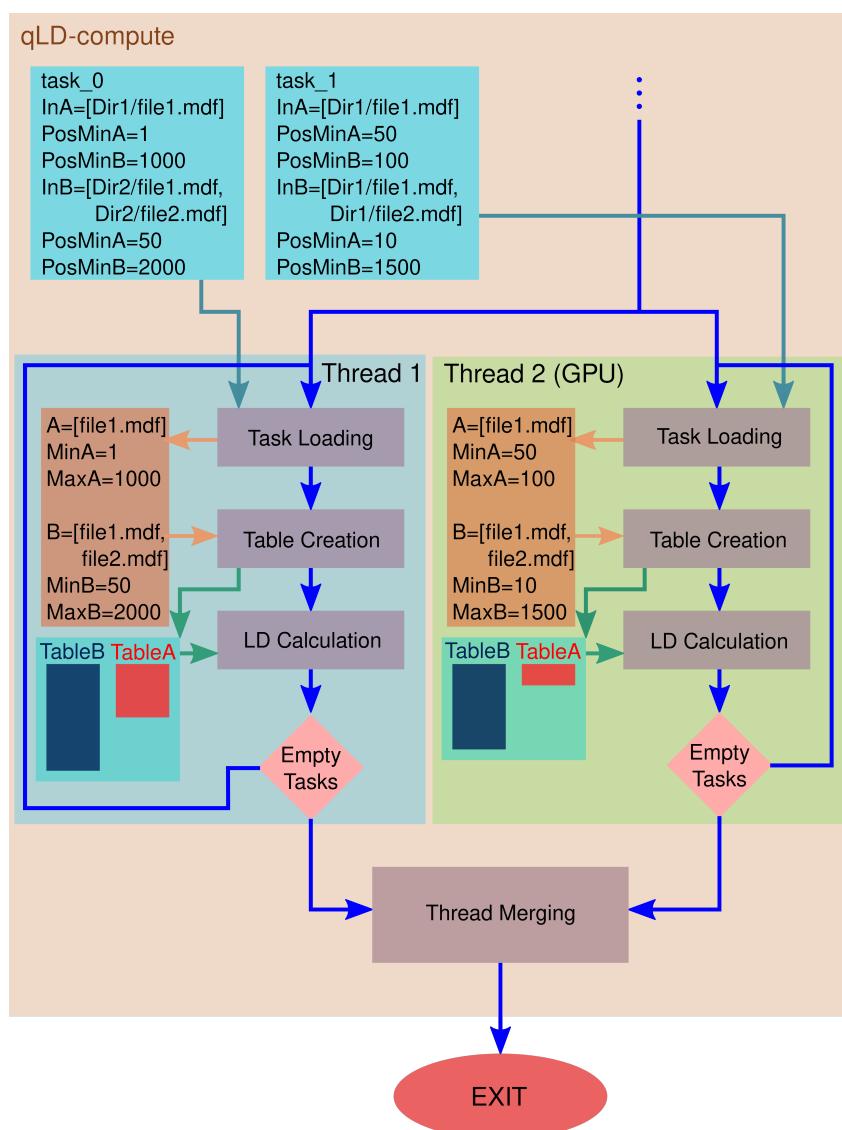 qLD-compute
task_0
InA=[Dir1/file1.mdf]
PosMinA=1
PosMinB=1000
InB=[Dir2/file1.mdf,
Dir2/file2.mdf]
PosMinA=50
PosMinB=2000
task_1
InA=[Dir1/file1.mdf]
PosMinA=50
PosMinB=100
InB=[Dir1/file1.mdf,
Dir1/file2.mdf]
PosMinA=10
PosMinB=1500
Thread 1
A=[file1.mdf]
MinA=1
MaxA=1000
B=[file1.mdf,
file2.mdf]
MinB=50
MaxB=2000
Task Loading
Table Creation
LD Calculation
TableB TableA
Empty
Tasks
Thread 2 (GPU)
A=[file1.mdf]
MinA=50
MaxA=100
B=[file1.mdf,
file2.mdf]
MinB=10
MaxB=1500
Task Loading
Table Creation
LD Calculation
TableB TableA
Empty
Tasks
Thread Merging
EXIT